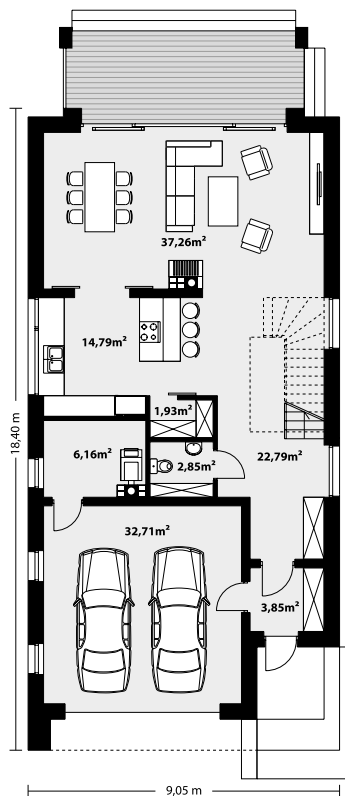 37,26m²
14,79m²
1,93m²
6,16m²
2,85m²
22,79m²
32,71m²
3,85m²
18,40 m
9,05 m